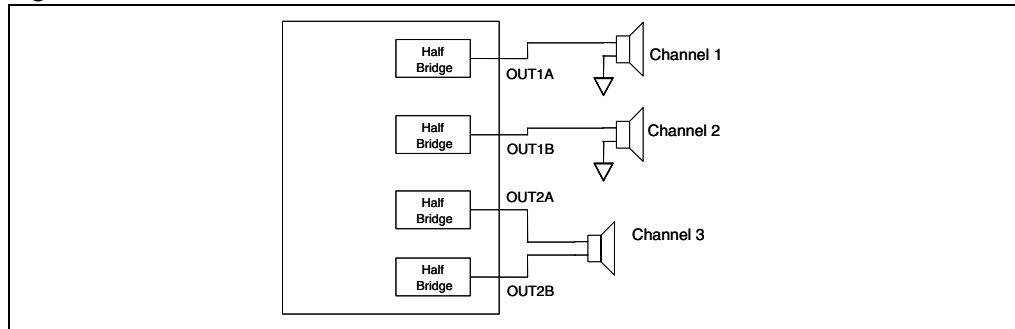 Half
Bridge
OUT1A
Channel 1
Half
Bridge
OUT1B
Channel 2
Half
Bridge
OUT2A
Channel 3
Half
Bridge
OUT2B